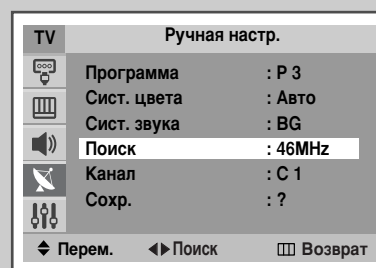 TV Ручная настр.
Программа : P 3
Сист. цвета : Авто
Сист. звука : BG
Поиск : 46MHz
Канал : C 1
Сохр. : ?
Перем. Поиск Возврат